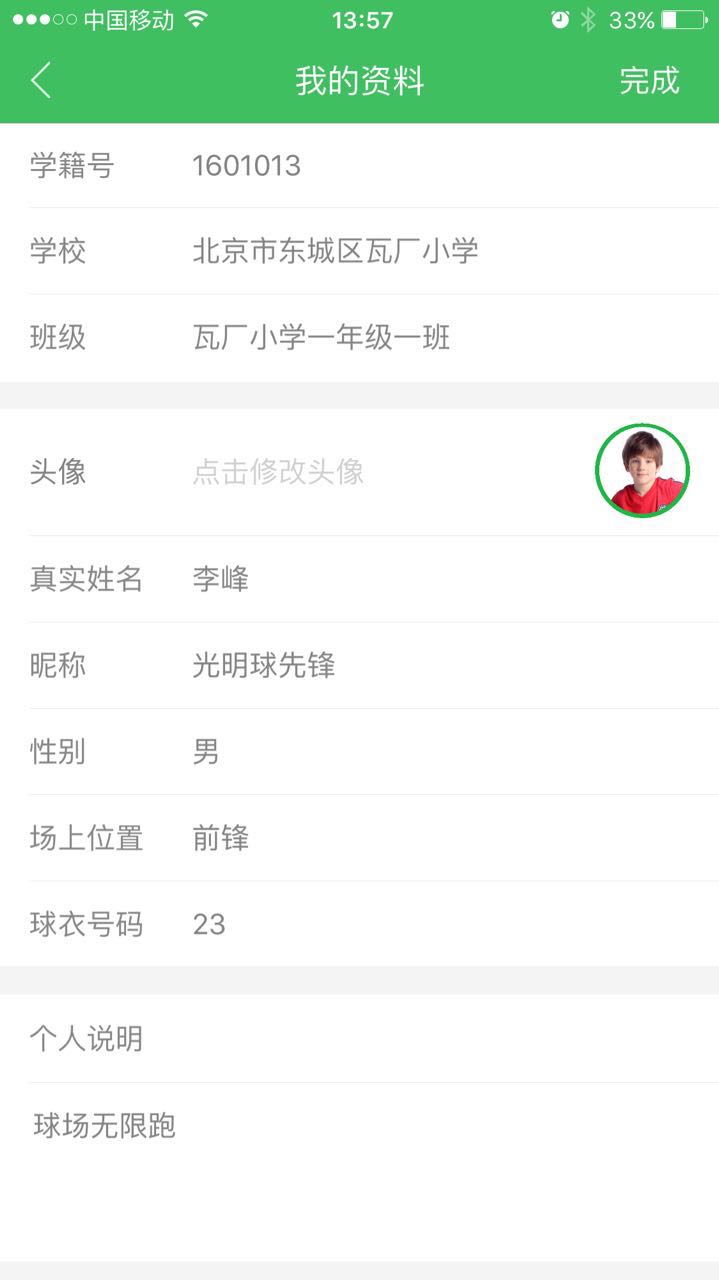 中国移动 13:57 33%
我的资料 完成
学籍号 1601013
学校 北京市东城区瓦厂小学
班级 瓦厂小学一年级一班
头像 点击修改头像
真实姓名 李峰
昵称 光明球先锋
性别 男
场上位置 前锋
球衣号码 23
个人说明
球场无限跑